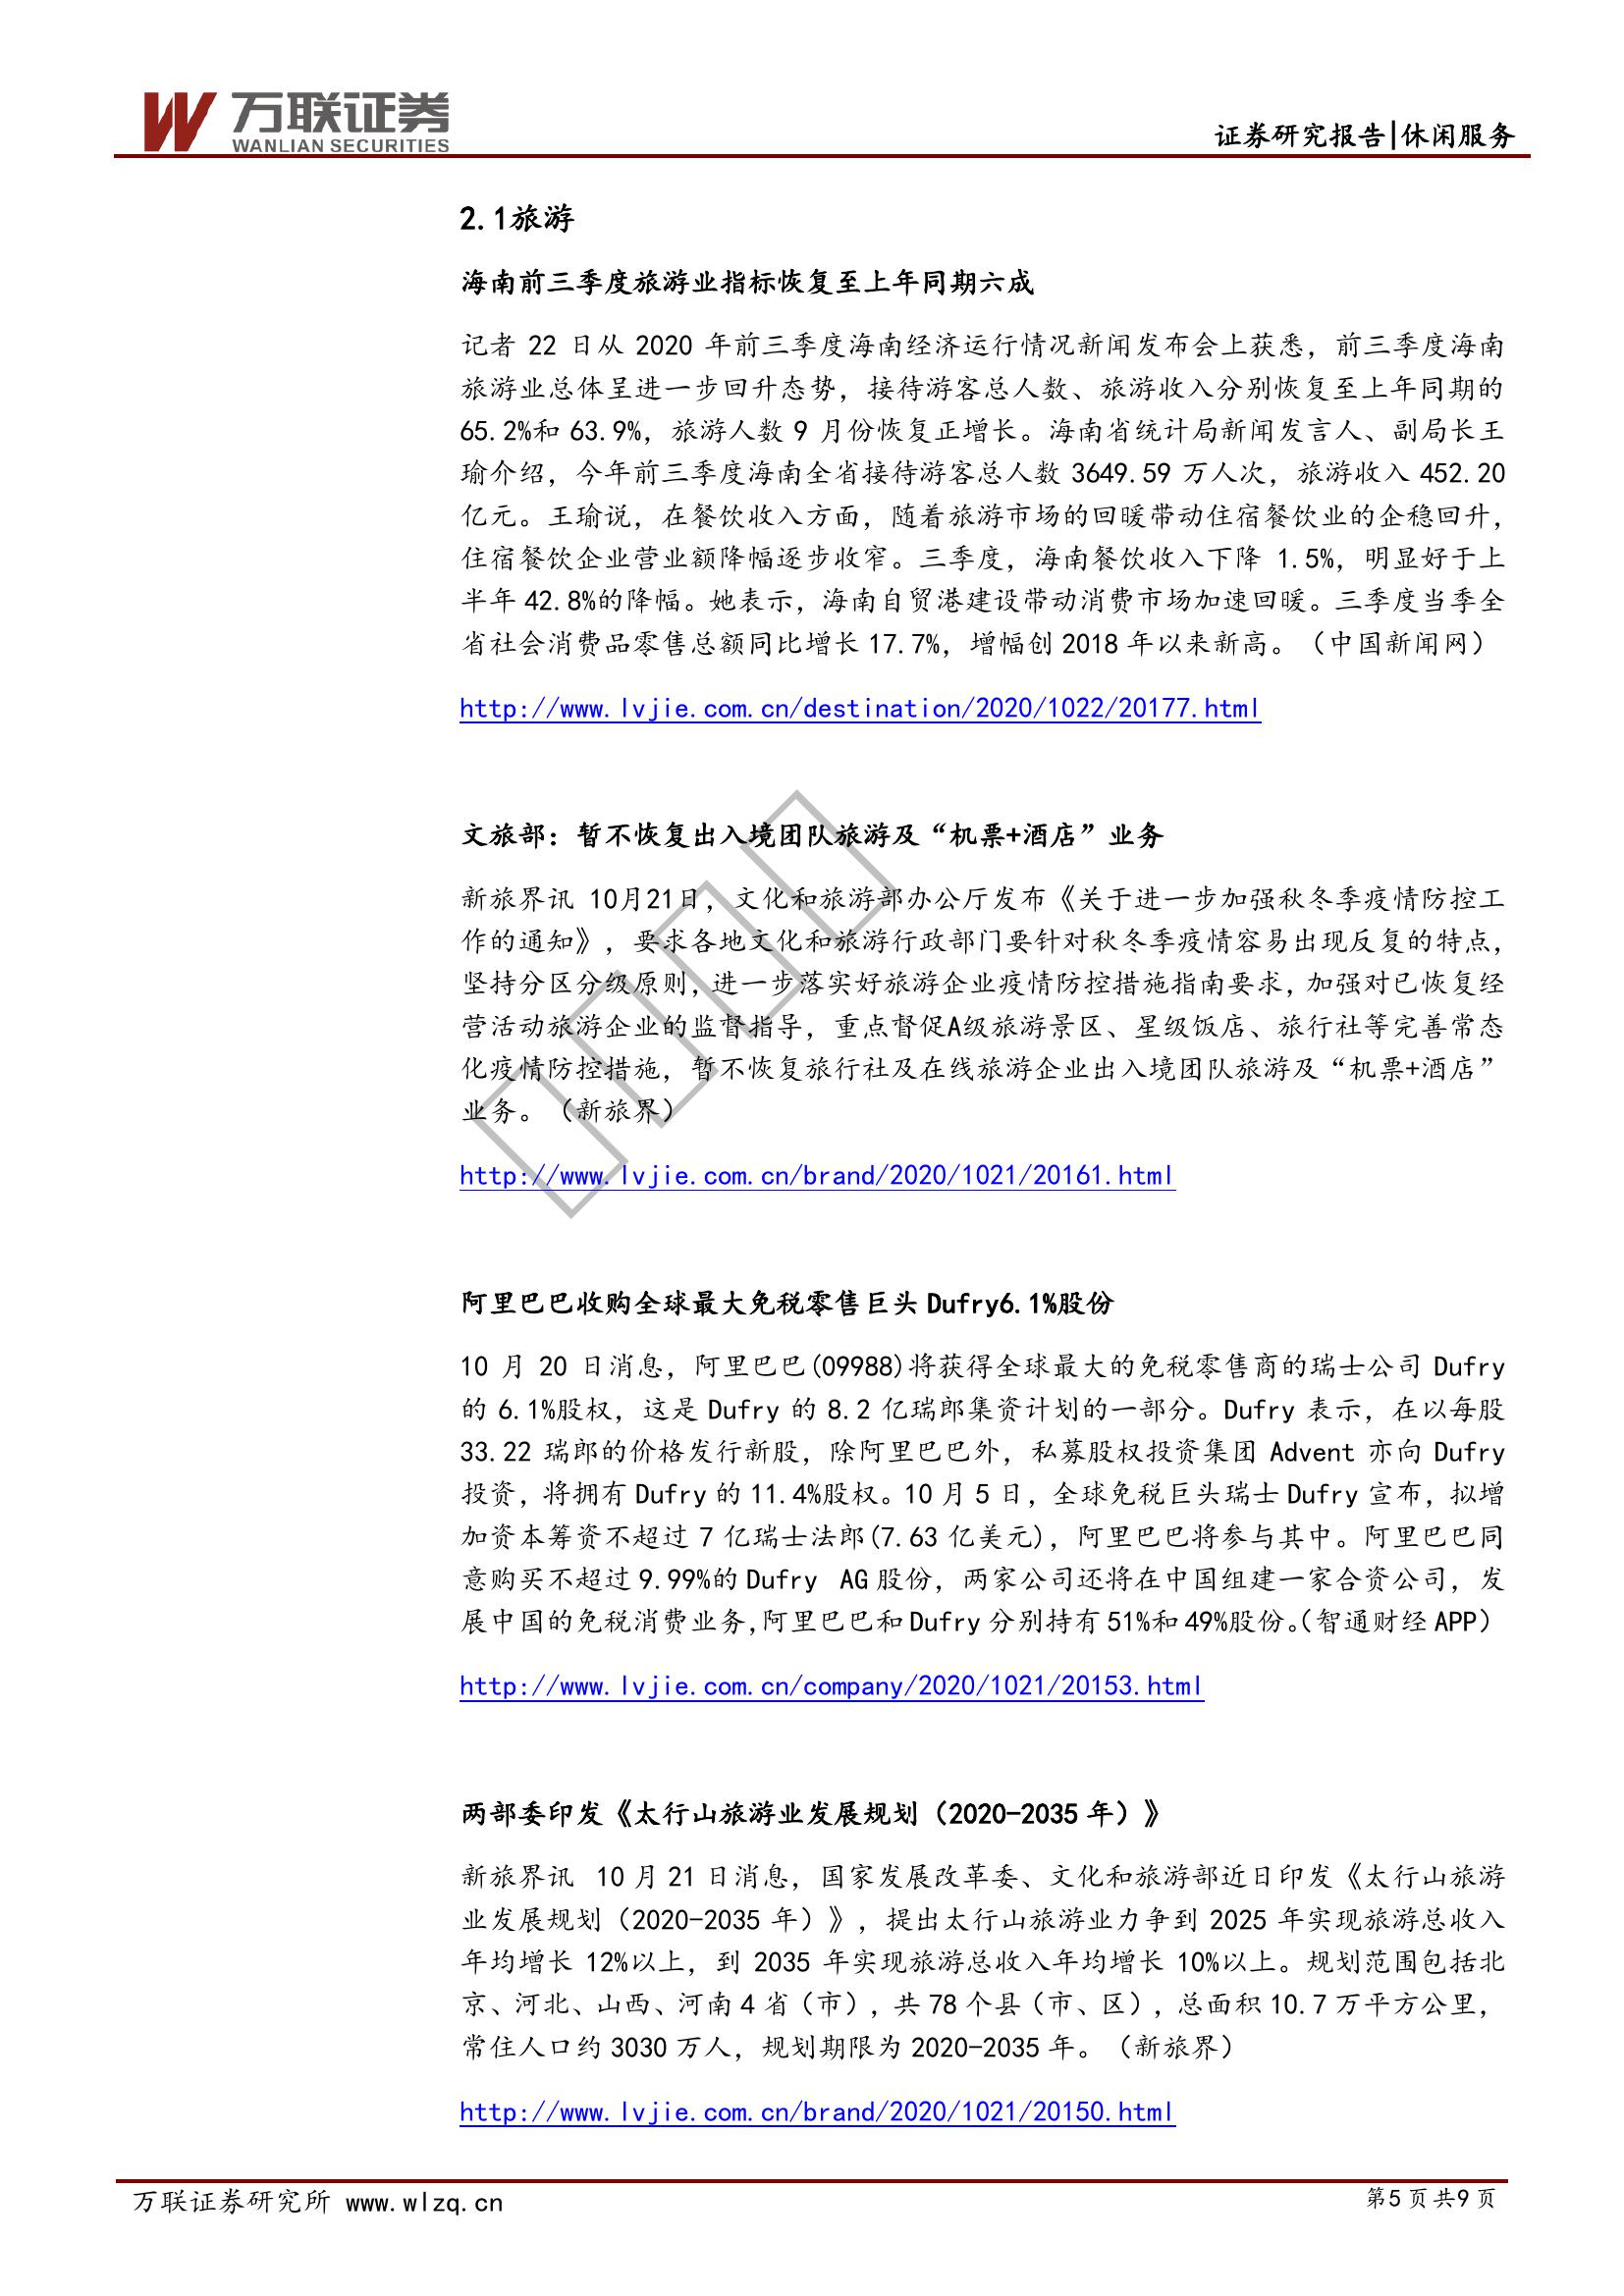 万联证券
WANLIAN SECURITIES
证券研究报告|休闲服务
2.1旅游
海南前三季度旅游业指标恢复至上年同期六成
记者 22 日从 2020 年前三季度海南经济运行情况新闻发布会上获悉，前三季度海南
旅游业总体呈进一步回升态势，接待游客总人数、旅游收入分别恢复至上年同期的
65.2%和 63.9%，旅游人数 9 月份恢复正增长。海南省统计局新闻发言人、副局长王
瑜介绍，今年前三季度海南全省接待游客总人数 3649.59 万人次，旅游收入 452.20
亿元。王瑜说，在餐饮收入方面，随着旅游市场的回暖带动住宿餐饮业的企稳回升，
住宿餐饮企业营业额降幅逐步收窄。三季度，海南餐饮收入下降 1.5%，明显好于上
半年 42.8%的降幅。她表示，海南自贸港建设带动消费市场加速回暖。三季度当季全
省社会消费品零售总额同比增长 17.7%，增幅创 2018 年以来新高。（中国新闻网）
http://www.lvjie.com.cn/destination/2020/1022/20177.html
文旅部：暂不恢复出入境团队旅游及“机票+酒店”业务
新旅界讯 10月21日，文化和旅游部办公厅发布《关于进一步加强秋冬季疫情防控工
作的通知》，要求各地文化和旅游行政部门要针对秋冬季疫情容易出现反复的特点，
坚持分区分级原则，进一步落实好旅游企业疫情防控措施指南要求，加强对已恢复经
营活动旅游企业的监督指导，重点督促A级旅游景区、星级饭店、旅行社等完善常态
化疫情防控措施，暂不恢复旅行社及在线旅游企业出入境团队旅游及“机票+酒店”
业务。（新旅界）
http://www.lvjie.com.cn/brand/2020/1021/20161.html
阿里巴巴收购全球最大免税零售巨头 Dufry6.1%股份
10 月 20 日消息，阿里巴巴(09988)将获得全球最大的免税零售商的瑞士公司 Dufry
的 6.1%股权，这是 Dufry 的 8.2 亿瑞郎集资计划的一部分。Dufry 表示，在以每股
33.22 瑞郎的价格发行新股，除阿里巴巴外，私募股权投资集团 Advent 亦向 Dufry
投资，将拥有 Dufry 的 11.4%股权。10 月 5 日，全球免税巨头瑞士 Dufry 宣布，拟增
加资本筹资不超过 7 亿瑞士法郎(7.63 亿美元)，阿里巴巴将参与其中。阿里巴巴同
意购买不超过 9.99%的 Dufry AG 股份，两家公司还将在中国组建一家合资公司，发
展中国的免税消费业务,阿里巴巴和 Dufry 分别持有 51%和 49%股份。（智通财经 APP）
http://www.lvjie.com.cn/company/2020/1021/20153.html
两部委印发《太行山旅游业发展规划（2020-2035 年）》
新旅界讯 10 月 21 日消息，国家发展改革委、文化和旅游部近日印发《太行山旅游
业发展规划（2020-2035 年）》，提出太行山旅游业力争到 2025 年实现旅游总收入
年均增长 12%以上，到 2035 年实现旅游总收入年均增长 10%以上。规划范围包括北
京、河北、山西、河南 4 省（市），共 78 个县（市、区），总面积 10.7 万平方公里，
常住人口约 3030 万人，规划期限为 2020-2035 年。（新旅界）
http://www.lvjie.com.cn/brand/2020/1021/20150.html
万联证券研究所 www.wlzq.cn
第 5 页 共 9 页